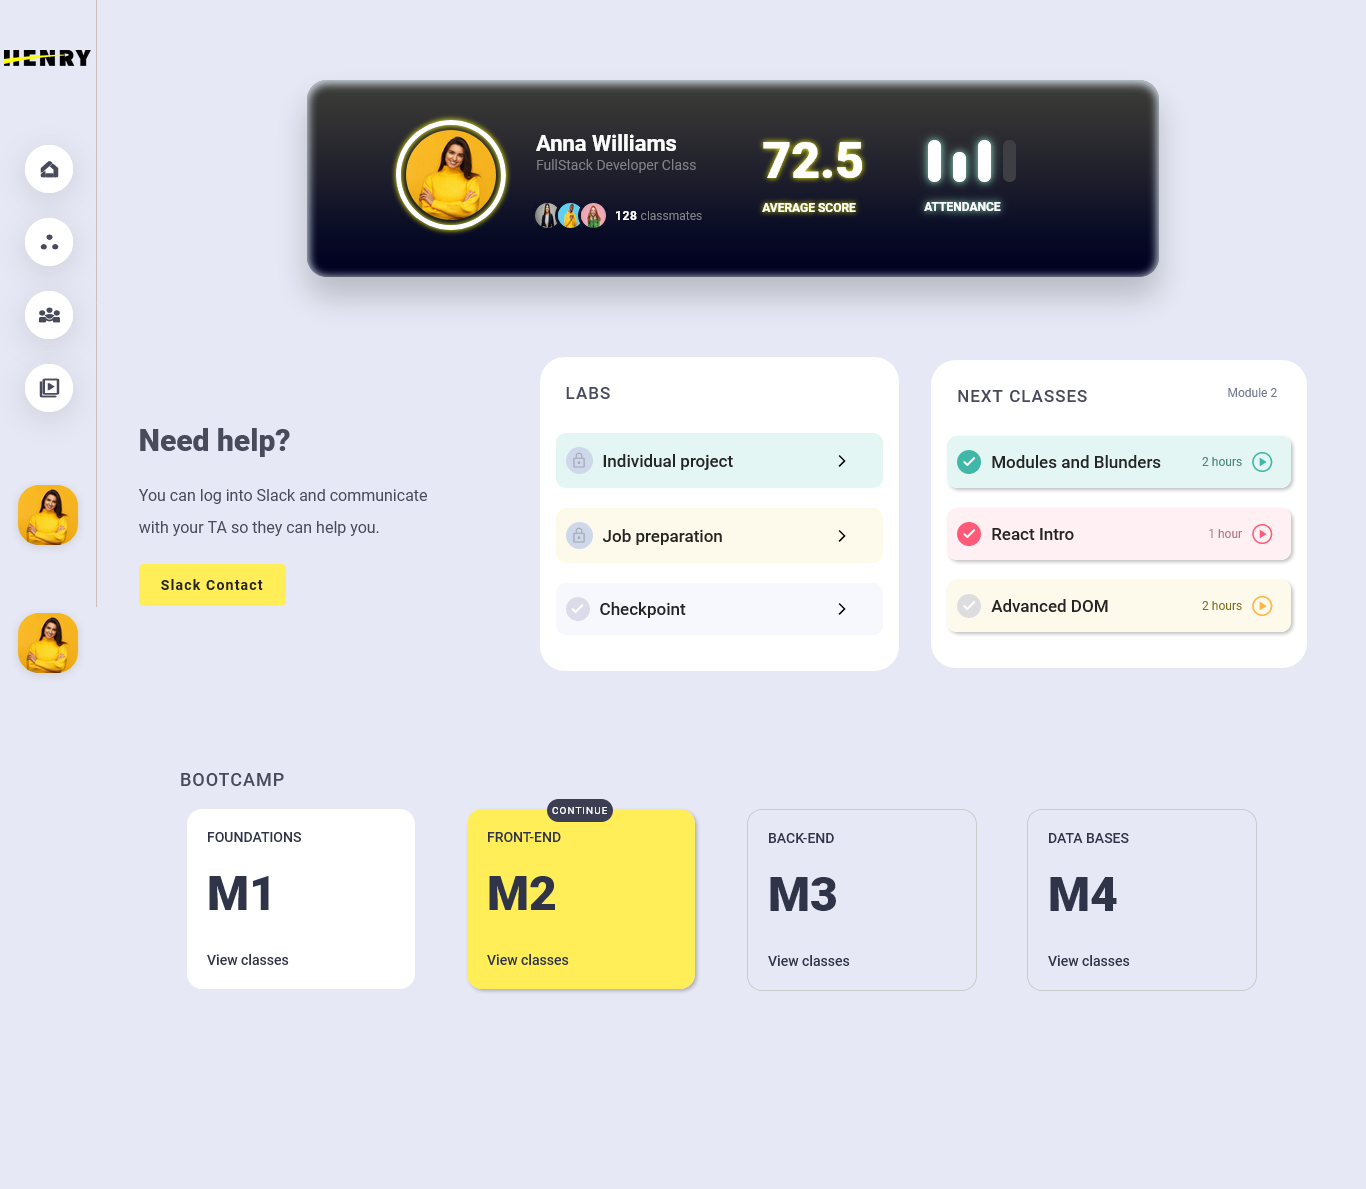 HENRY
Anna Williams
FullStack Developer Class
128 classmates
72.5
AVERAGE SCORE
ATTENDANCE
Need help?
You can log into Slack and communicate
with your TA so they can help you.
Slack Contact
LABS
Individual project
Job preparation
Checkpoint
NEXT CLASSES
Module 2
Modules and Blunders
2 hours
React Intro
1 hour
Advanced DOM
2 hours
BOOTCAMP
FOUNDATIONS
M1
View classes
CONTINUE
FRONT-END
M2
View classes
BACK-END
M3
View classes
DATA BASES
M4
View classes